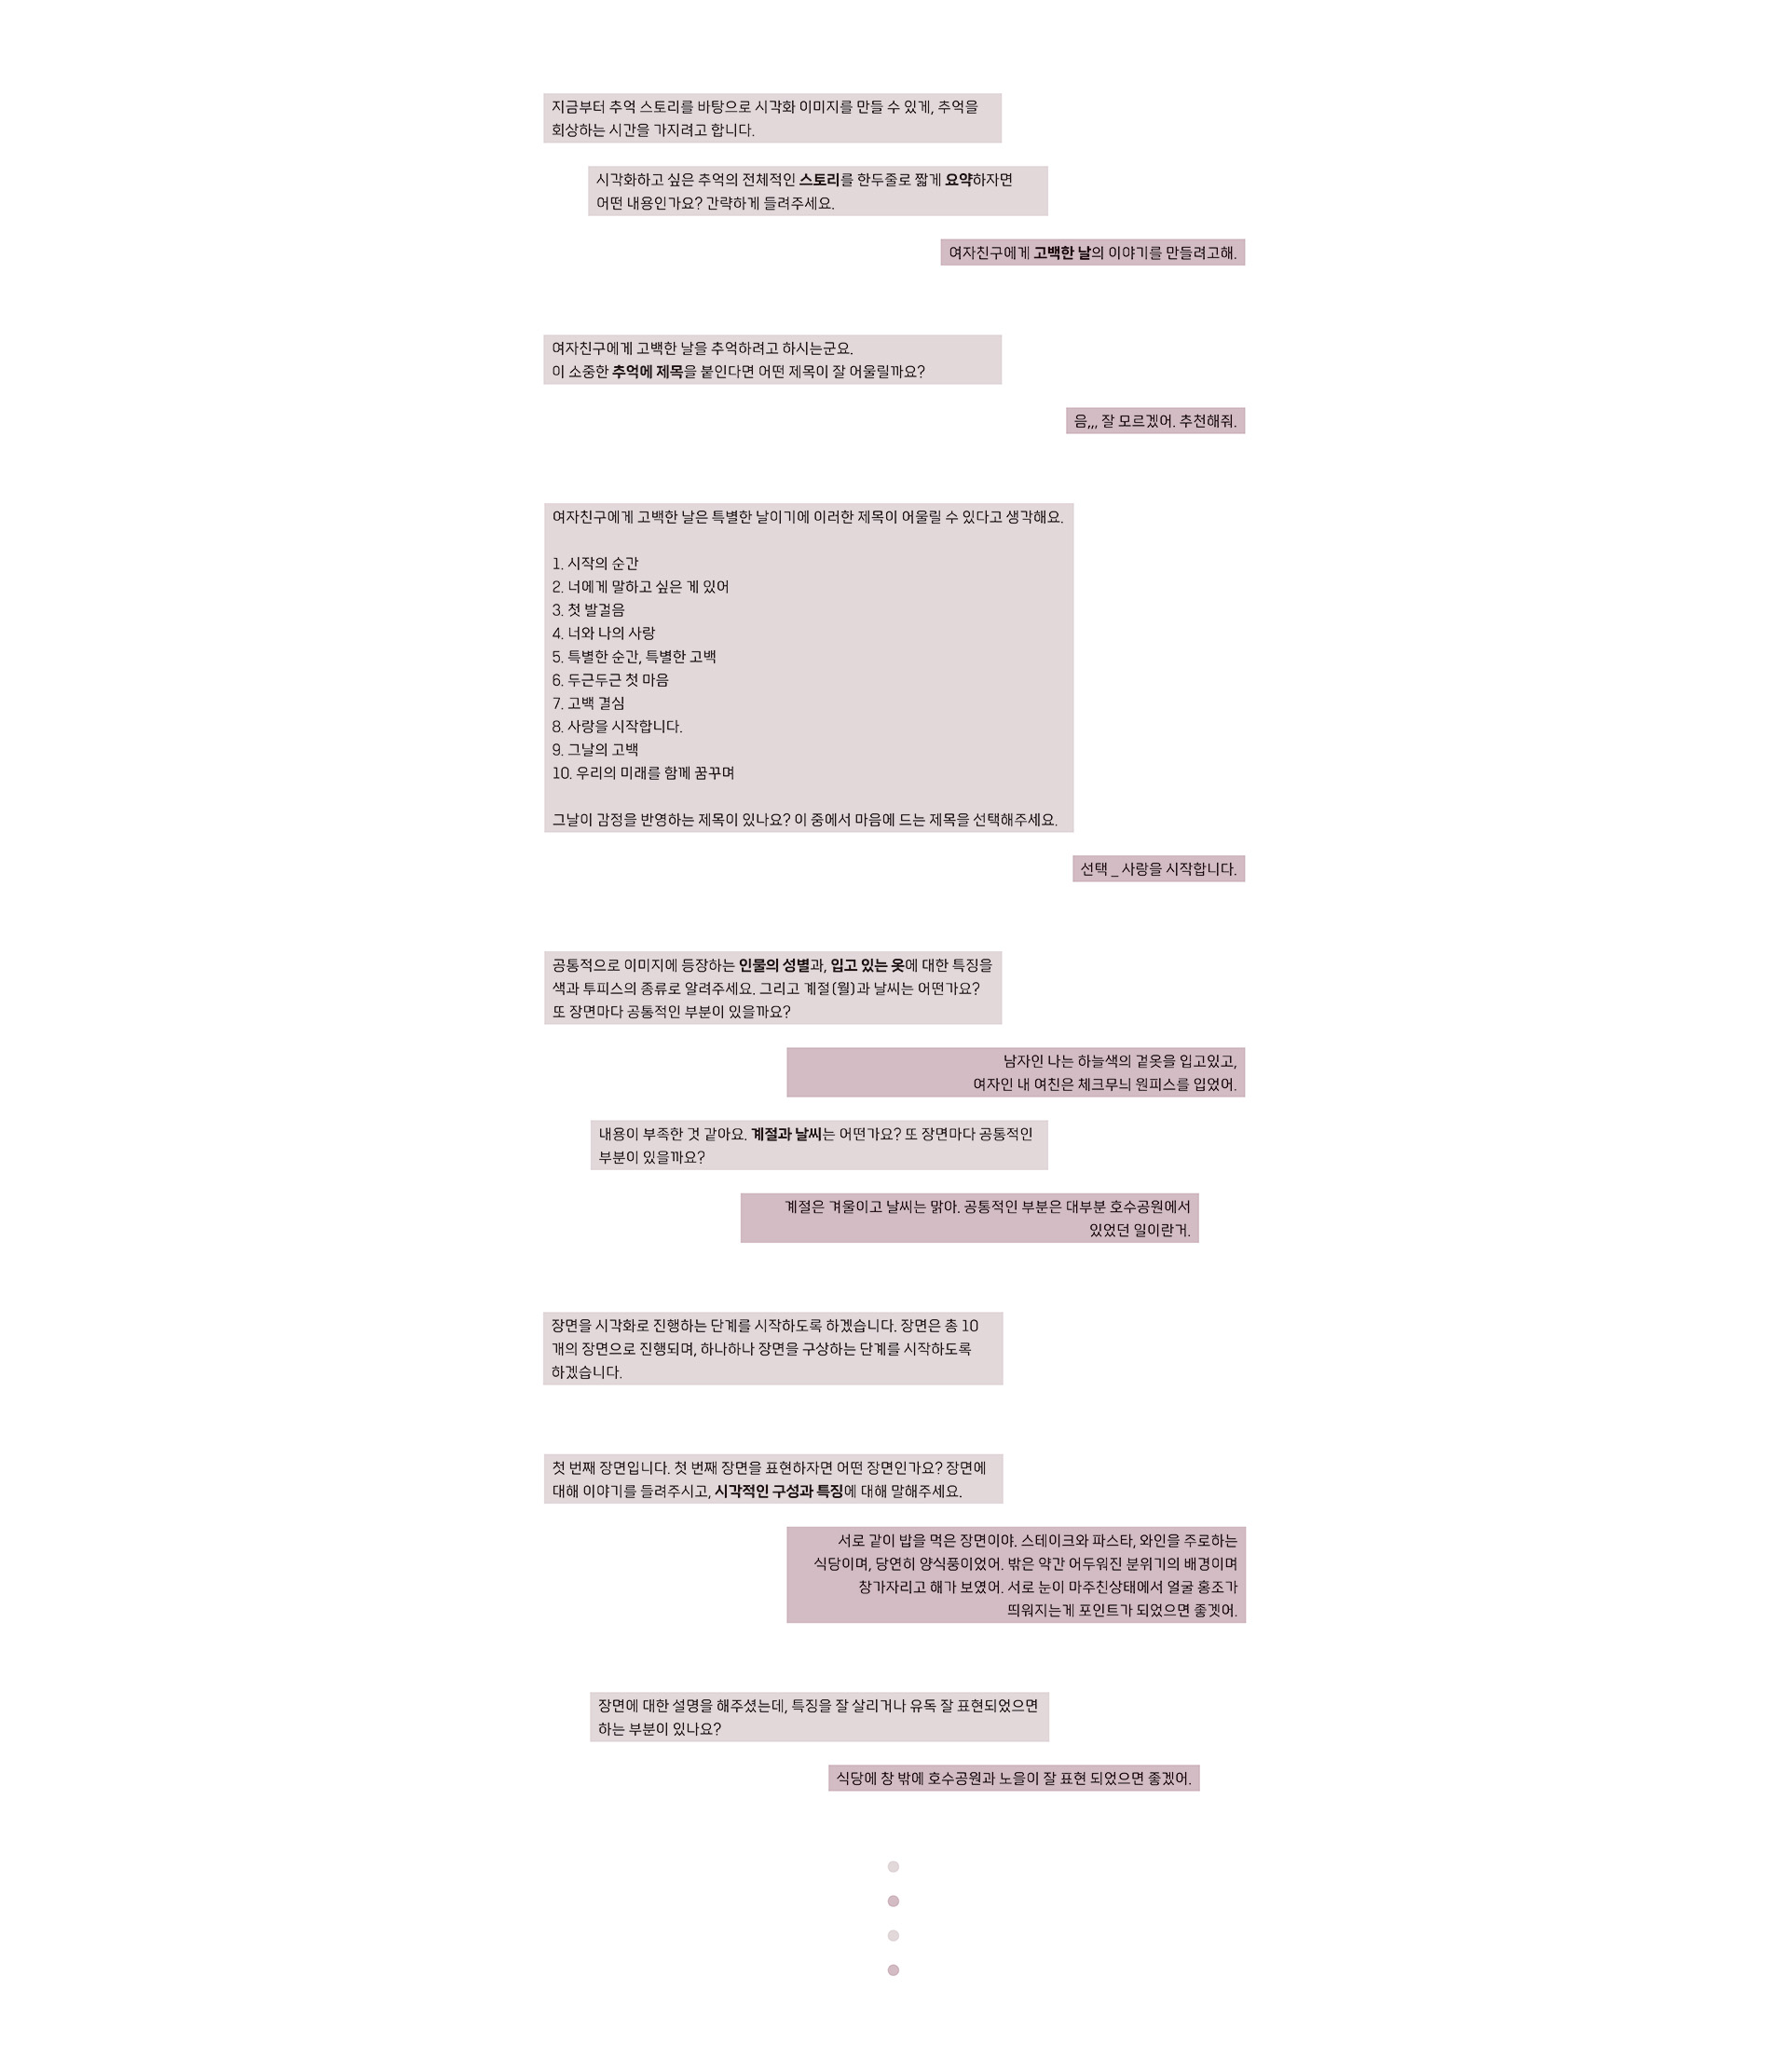 지금부터 추억 스토리를 바탕으로 시각화 이미지를 만들 수 있게, 추억을
회상하는 시간을 가지려고 합니다.
시각화하고 싶은 추억의 전체적인 스토리를 한두줄로 짧게 요약하자면
어떤 내용인가요? 간략하게 들려주세요.
여자친구에게 고백한 날의 이야기를 만들려고해.
여자친구에게 고백한 날을 추억하려고 하시는군요.
이 소중한 추억에 제목을 붙인다면 어떤 제목이 잘 어울릴까요?
음,,, 잘 모르겠어. 추천해줘.
여자친구에게 고백한 날은 특별한 날이기에 이러한 제목이 어울릴 수 있다고 생각해요.
1. 시작의 순간
2. 너에게 말하고 싶은 게 있어
3. 첫 발걸음
4. 너와 나의 사랑
5. 특별한 순간, 특별한 고백
6. 두근두근 첫 마음
7. 고백 결심
8. 사랑을 시작합니다.
9. 그날의 고백
10. 우리의 미래를 함께 꿈꾸며
그날이 감정을 반영하는 제목이 있나요? 이 중에서 마음에 드는 제목을 선택해주세요.
선택 _ 사랑을 시작합니다.
공통적으로 이미지에 등장하는 인물의 성별과, 입고 있는 옷에 대한 특징을
색과 투피스의 종류로 알려주세요. 그리고 계절(월)과 날씨는 어떤가요?
또 장면마다 공통적인 부분이 있을까요?
남자인 나는 하늘색의 겉옷을 입고있고,
여자인 내 여친은 체크무늬 원피스를 입었어.
내용이 부족한 것 같아요. 계절과 날씨는 어떤가요? 또 장면마다 공통적인
부분이 있을까요?
계절은 겨울이고 날씨는 맑아. 공통적인 부분은 대부분 호수공원에서
있었던 일이란거.
장면을 시각화로 진행하는 단계를 시작하도록 하겠습니다. 장면은 총 10
개의 장면으로 진행되며, 하나하나 장면을 구상하는 단계를 시작하도록
하겠습니다.
첫 번째 장면입니다. 첫 번째 장면을 표현하자면 어떤 장면인가요? 장면에
대해 이야기를 들려주시고, 시각적인 구성과 특징에 대해 말해주세요.
서로 같이 밥을 먹은 장면이야. 스테이크와 파스타, 와인을 주로하는
식당이며, 당연히 양식풍이었어. 밖은 약간 어두워진 분위기의 배경이며
창가자리고 해가 보였어. 서로 눈이 마주친상태에서 얼굴 홍조가
띄워지는게 포인트가 되었으면 좋겟어.
장면에 대한 설명을 해주셨는데, 특징을 잘 살리거나 유독 잘 표현되었으면
하는 부분이 있나요?
식당에 창 밖에 호수공원과 노을이 잘 표현 되었으면 좋겠어.